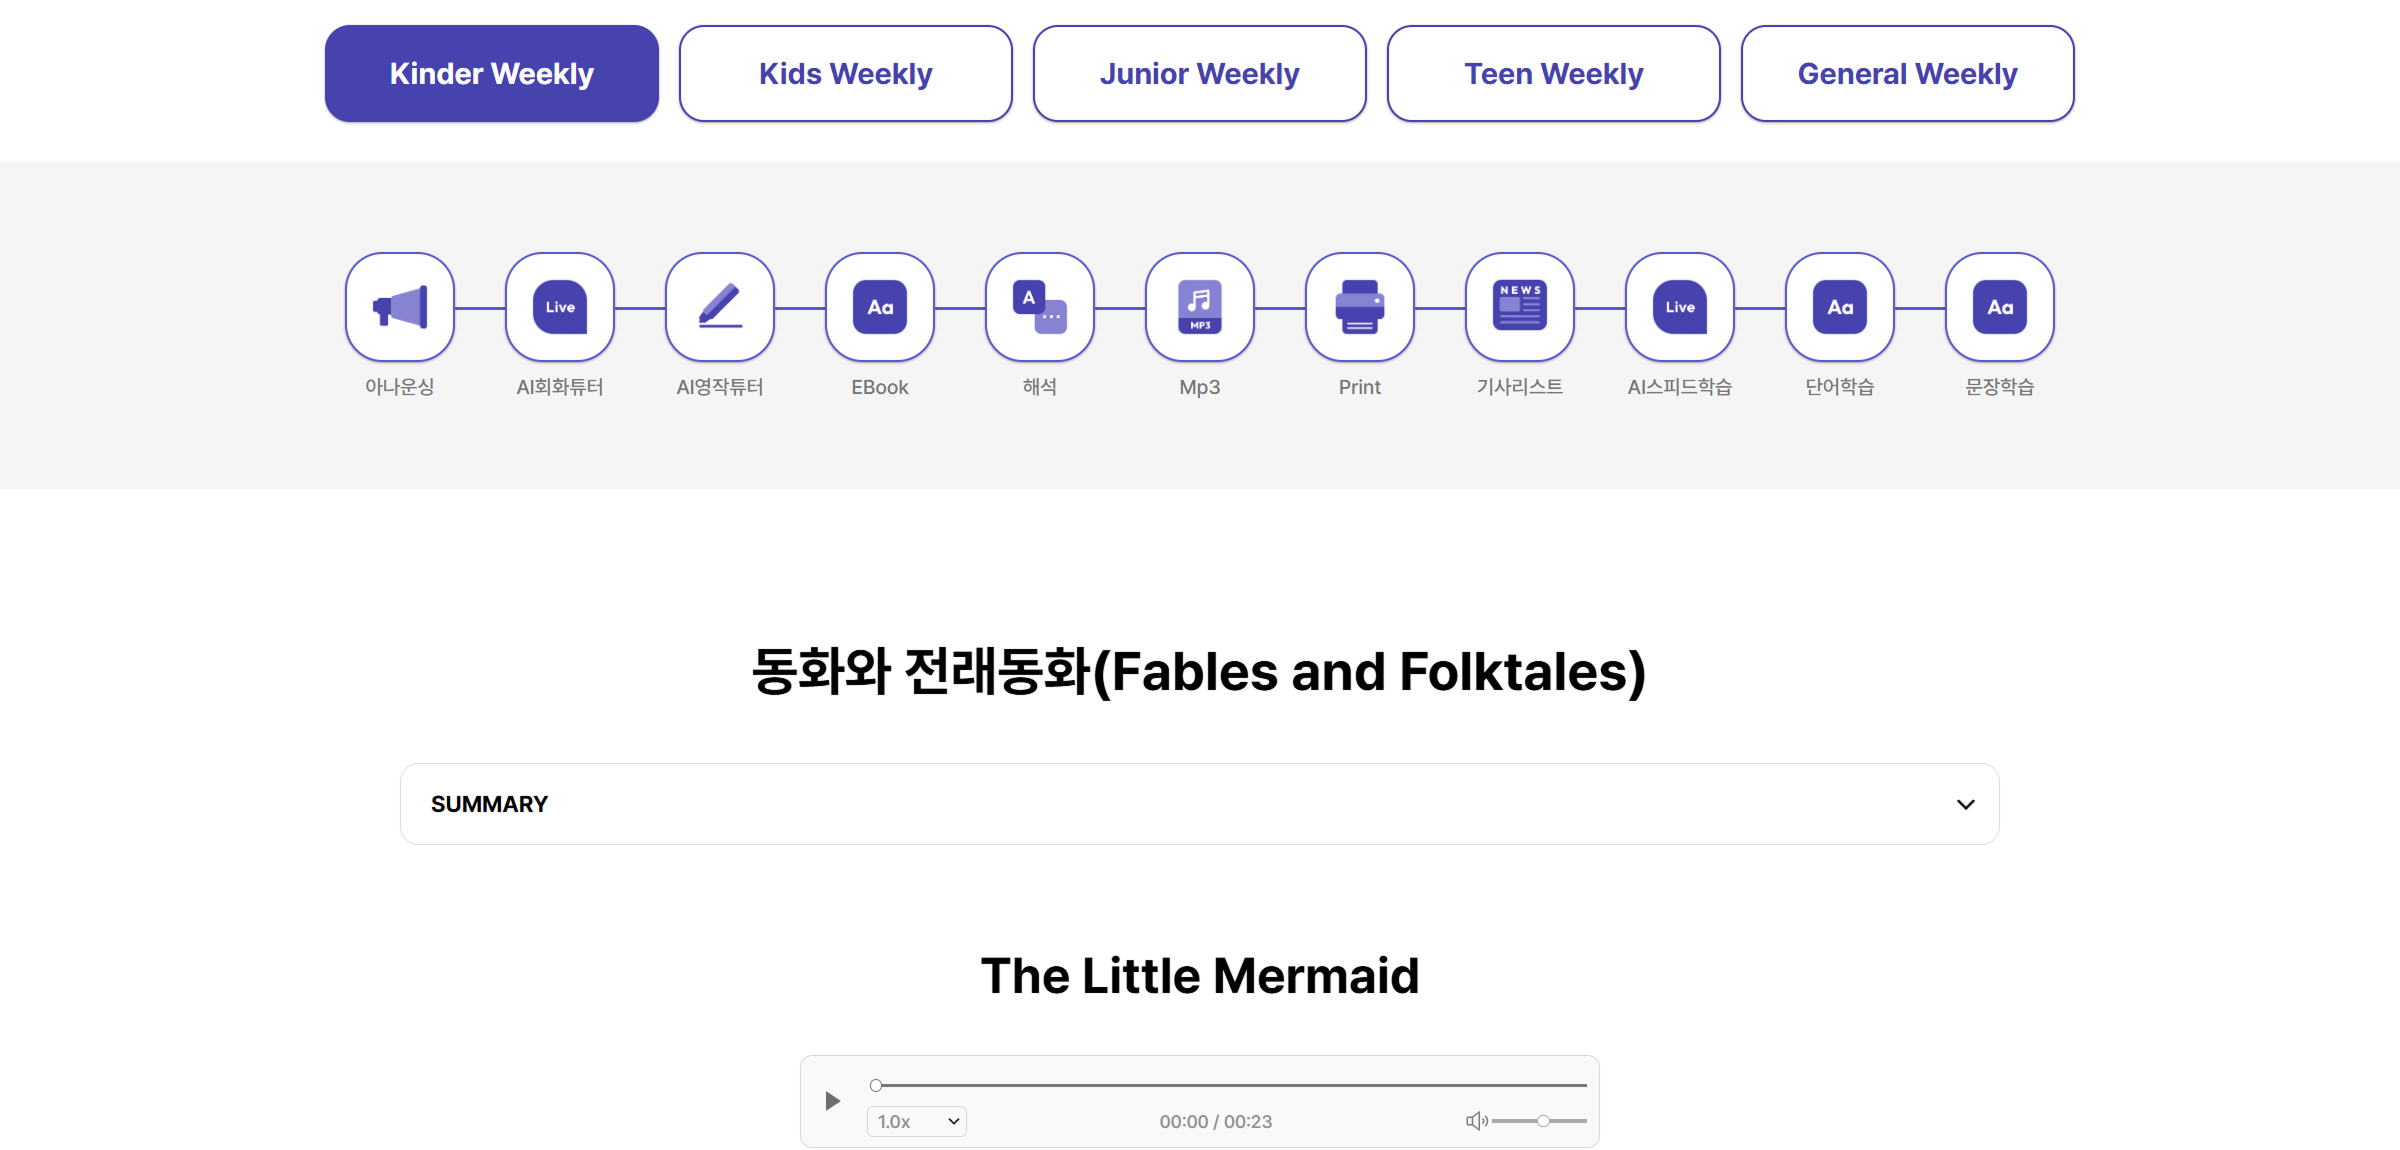 Kinder Weekly
Kids Weekly
Junior Weekly
Teen Weekly
General Weekly
Live
Aa
A
MP3
NEWS
Live
Aa
Aa
아나운싱
AI회화튜터
AI영작튜터
EBook
해석
Mp3
Print
기사리스트
AI스피드학습
단어학습
문장학습
동화와 전래동화(Fables and Folktales)
SUMMARY
The Little Mermaid
1.0x
00:00 / 00:23